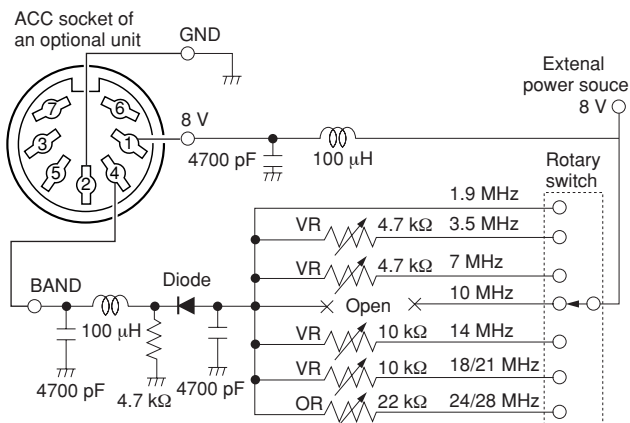 ACC socket of
an optional unit
GND
Extenal
power souce
8 V
7
6
8 V
3
1
5
4
2
4700 pF
100 µH
Rotary
switch
1.9 MHz
VR
4.7 kΩ
3.5 MHz
VR
4.7 kΩ
7 MHz
BAND
Diode
Open
10 MHz
100 µH
VR
10 kΩ
14 MHz
4700 pF
4.7 kΩ
4700 pF
VR
10 kΩ
18/21 MHz
OR
22 kΩ
24/28 MHz